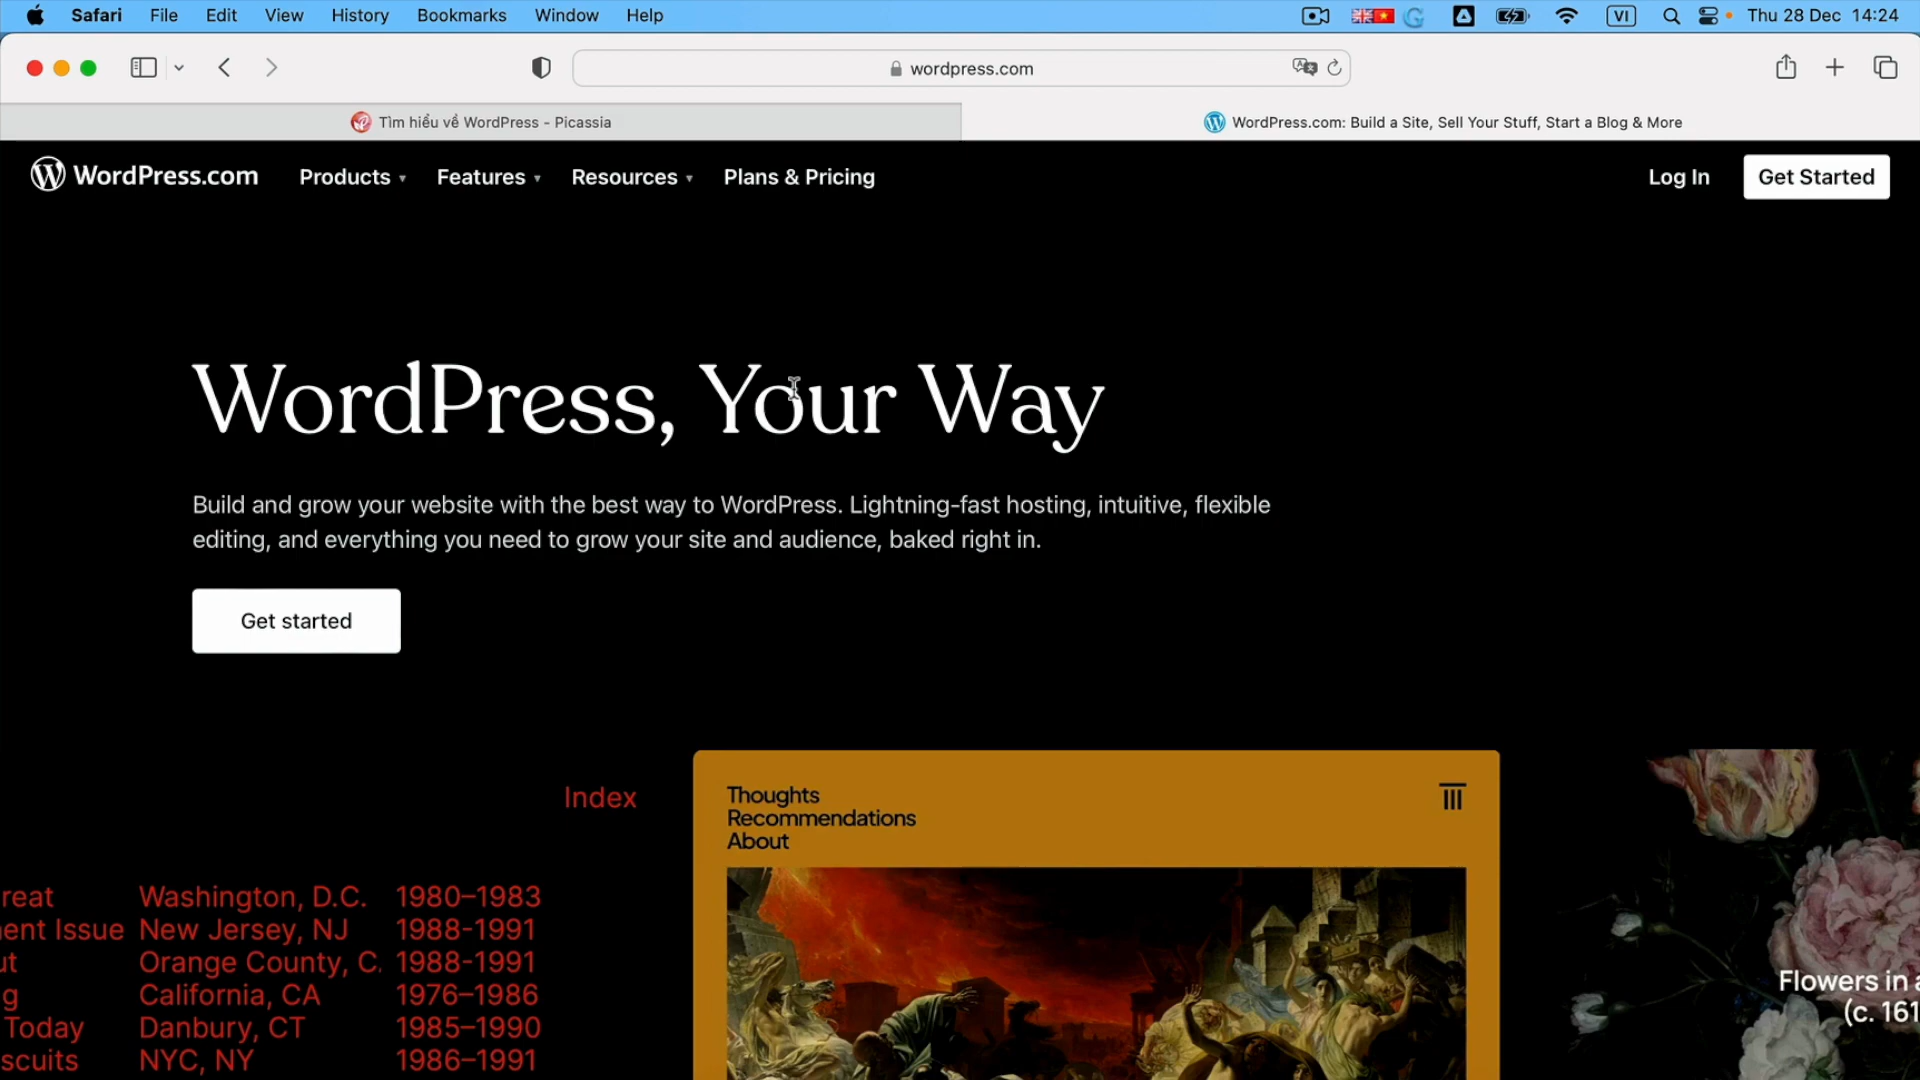 Safari File Edit View History Bookmarks Window Help VI Thu 28 Dec 14:24
wordpress.com
Tìm hiểu về WordPress - Picassia
WordPress.com: Build a Site, Sell Your Stuff, Start a Blog & More
WordPress.com Products Features Resources Plans & Pricing Log In Get Started
WordPress, Your Way
Build and grow your website with the best way to WordPress. Lightning-fast hosting, intuitive, flexible
editing, and everything you need to grow your site and audience, baked right in.
Get started
Index
reat Washington, D.C. 1980–1983
ent Issue New Jersey, NJ 1988-1991
ut Orange County, C. 1988-1991
g California, CA 1976–1986
Today Danbury, CT 1985–1990
scuits NYC, NY 1986–1991
Thoughts
Recommendations
About
Flowers in a
(c. 161